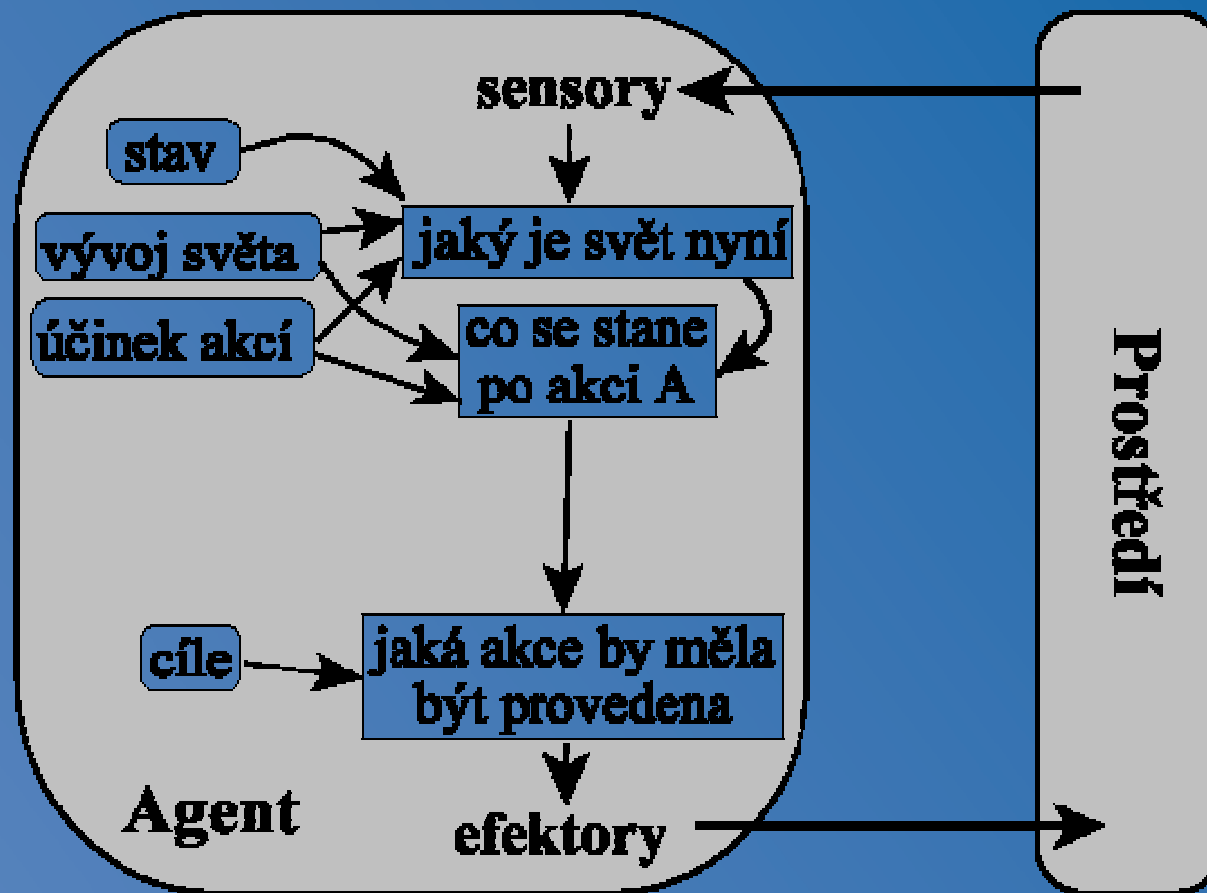 sensory
stav
jaký je svět nyní
vývoj světa
účinek akcí
co se stane
po akci A
Prostředí
cíle
jaká akce by měla
být provedena
Agent
efektory